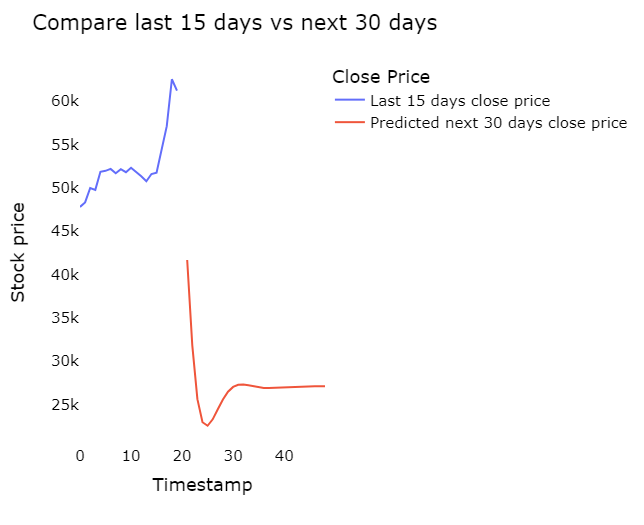 Compare last 15 days vs next 30 days
Close Price
Last 15 days close price
Predicted next 30 days close price
Stock price
60k
55k
50k
45k
40k
35k
30k
25k
0 10 20 30 40
Timestamp